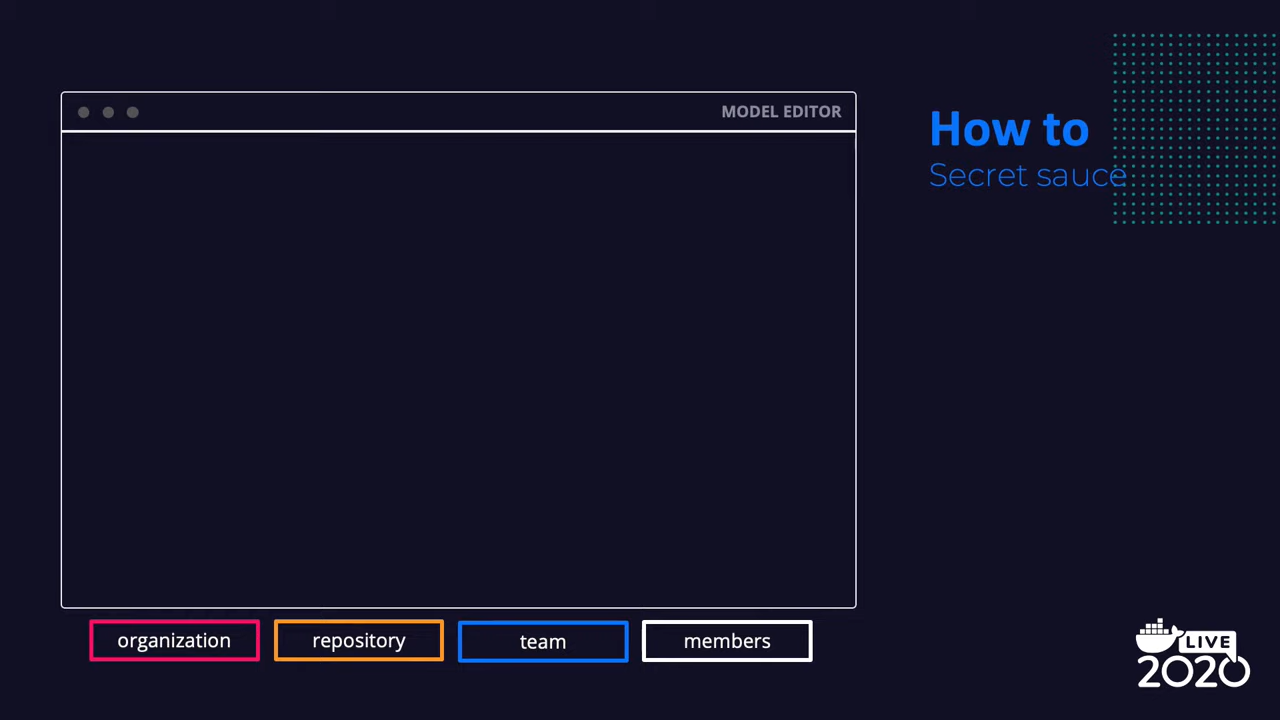 MODEL EDITOR
How to
Secret sauce
organization
repository
team
members
LIVE
2020